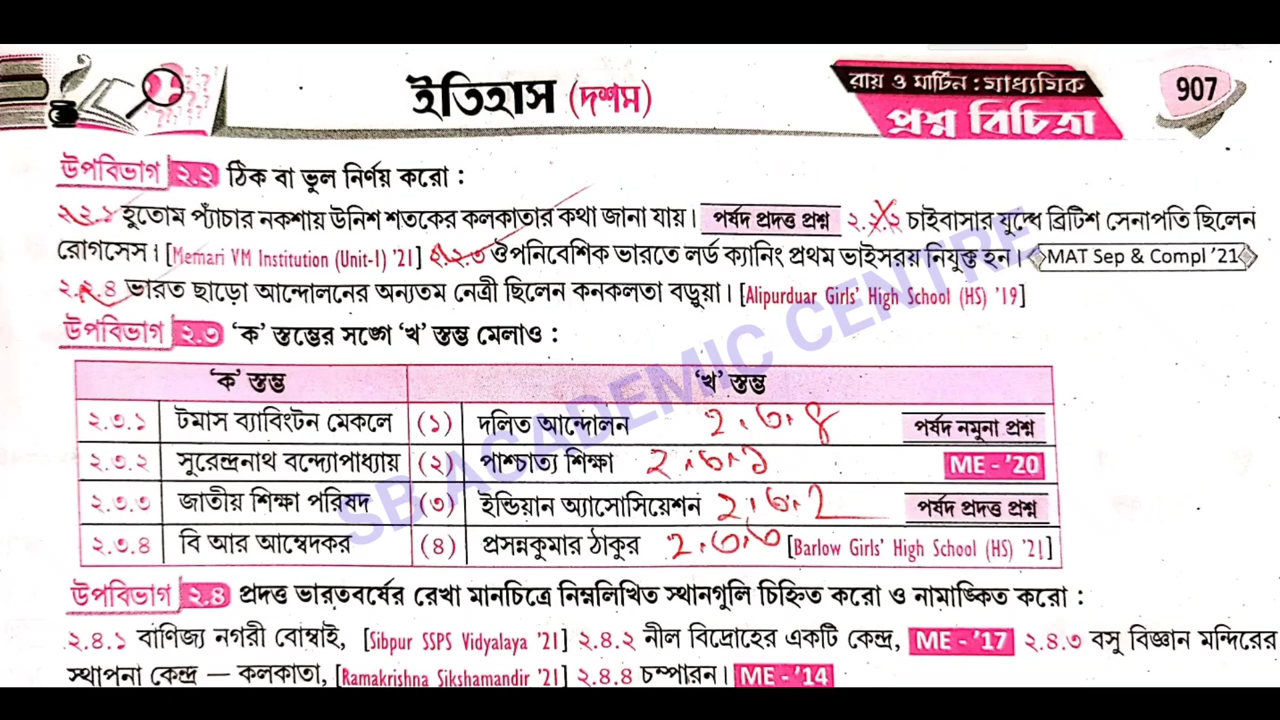 ইতিহাস (দশম)
রায় ও মার্টিন : মাধ্যমিক
প্রশ্ন বিচিত্রা
907
উপবিভাগ ২.২ ঠিক বা ভুল নির্ণয় করো :
২.২.১ হুতোম প্যাঁচার নকশায় উনিশ শতকের কলকাতার কথা জানা যায়। পর্ষদ প্রদত্ত প্রশ্ন ২.২.২ চাইবাসার যুদ্ধে ব্রিটিশ সেনাপতি ছিলেন
রোগসেস। [Memari VM Institution (Unit-I) '21] ২.২.৩ ঔপনিবেশিক ভারতে লর্ড ক্যানিং প্রথম ভাইসরয় নিযুক্ত হন। MAT Sep & Compl '21
২.২.৪ ভারত ছাড়ো আন্দোলনের অন্যতম নেত্রী ছিলেন কনকলতা বড়ুয়া। [Alipurduar Girls' High School (HS) '19]
উপবিভাগ ২.৩ 'ক' স্তম্ভের সঙ্গে 'খ' স্তম্ভ মেলাও :
'ক' স্তম্ভ 'খ' স্তম্ভ
২.৩.১ টমাস ব্যাবিংটন মেকলে (১) দলিত আন্দোলন ২.৩.৪ পর্ষদ নমুনা প্রশ্ন
২.৩.২ সুরেন্দ্রনাথ বন্দ্যোপাধ্যায় (২) পাশ্চাত্য শিক্ষা ২.৩.১ ME - '20
২.৩.৩ জাতীয় শিক্ষা পরিষদ (৩) ইন্ডিয়ান অ্যাসোসিয়েশন ২.৩.২ পর্ষদ প্রদত্ত প্রশ্ন
২.৩.৪ বি আর আম্বেদকর (৪) প্রসন্নকুমার ঠাকুর ২.৩.৩ [Barlow Girls' High School (HS) '21]
উপবিভাগ ২.৪ প্রদত্ত ভারতবর্ষের রেখা মানচিত্রে নিম্নলিখিত স্থানগুলি চিহ্নিত করো ও নামাঙ্কিত করো :
২.৪.১ বাণিজ্য নগরী বোম্বাই, [Sibpur SSPS Vidyalaya '21] ২.৪.২ নীল বিদ্রোহের একটি কেন্দ্র, ME - '17 ২.৪.৩ বসু বিজ্ঞান মন্দিরের
স্থাপনা কেন্দ্র — কলকাতা, [Ramakrishna Sikshamandir '21] ২.৪.৪ চম্পারন। ME - '14
SB ACADEMIC CENTRE